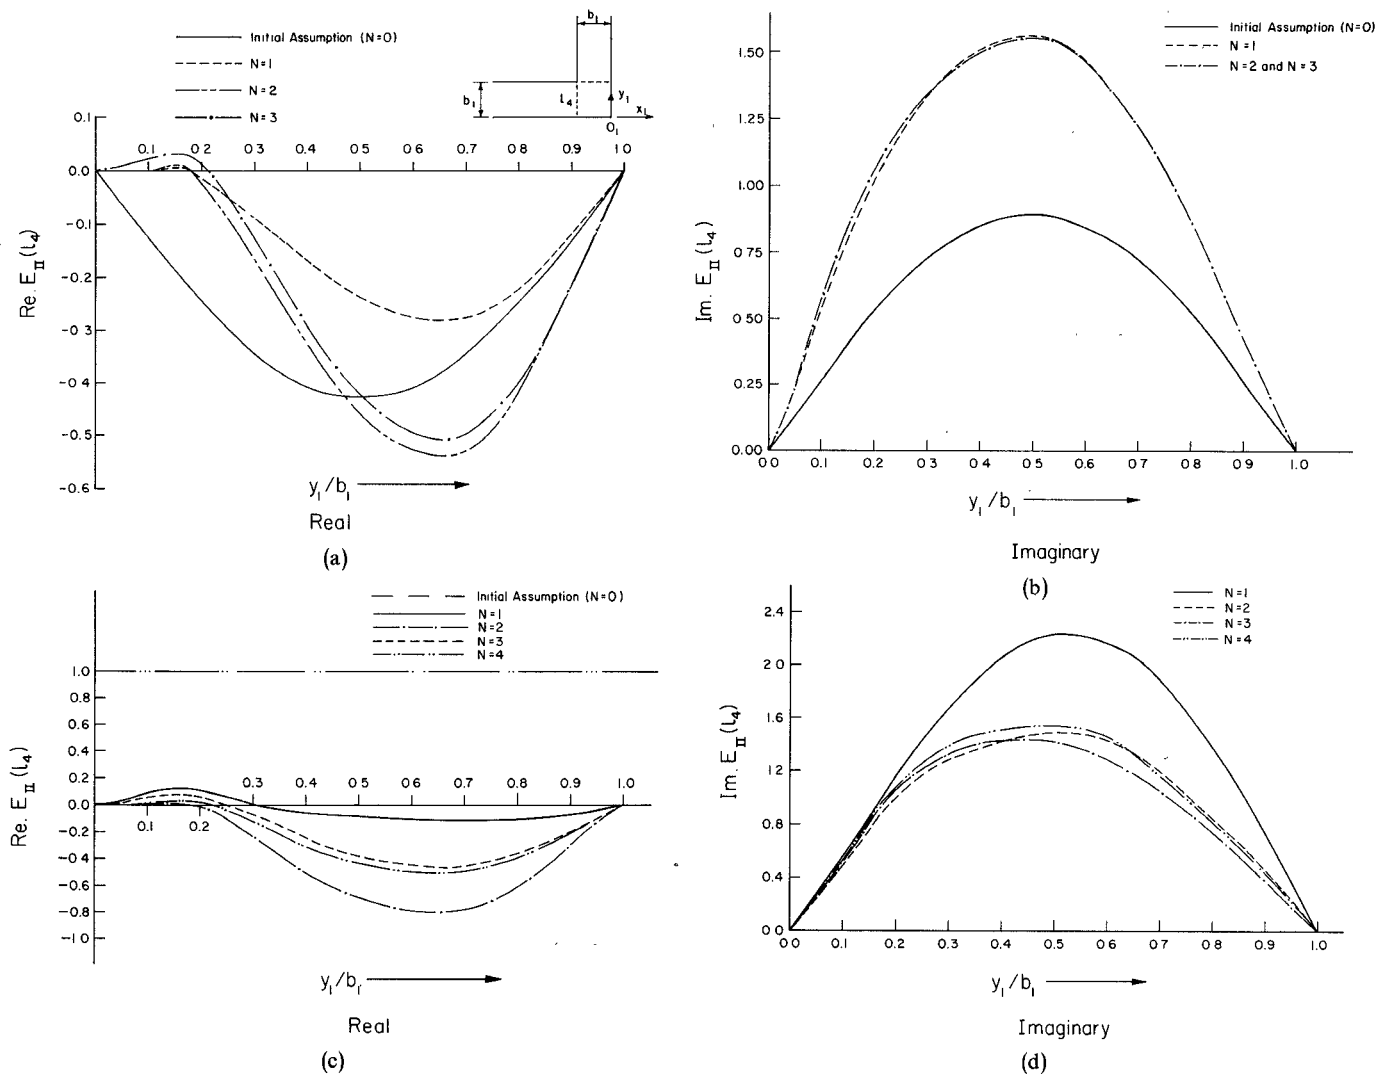 Initial Assumption (N=0)
N=1
N=2
N=3
b₁
b₁
l₄
y₁
x₁
O₁
0.1
0.0
-0.1
-0.2
-0.3
-0.4
-0.5
-0.6
0.1 0.2 0.3 0.4 0.5 0.6 0.7 0.8 0.9 1.0
Re. E_II (l₄)
y₁/b₁
Real
(a)
Initial Assumption (N=0)
N=1
N=2 and N=3
1.50
1.25
1.00
0.75
0.50
0.25
0.00
0.0 0.1 0.2 0.3 0.4 0.5 0.6 0.7 0.8 0.9 1.0
Im. E_II (l₄)
y₁/b₁
Imaginary
(b)
Initial Assumption (N=0)
N=1
N=2
N=3
N=4
1.0
0.8
0.6
0.4
0.2
0.0
-0.2
-0.4
-0.6
-0.8
-1.0
0.3 0.4 0.5 0.6 0.7 0.8 0.9 1.0
0.1 0.2
Re. E_II (l₄)
y₁/b₁
Real
(c)
N=1
N=2
N=3
N=4
2.4
2.0
1.6
1.2
0.8
0.4
0.0
0.0 0.1 0.2 0.3 0.4 0.5 0.6 0.7 0.8 0.9 1.0
Im. E_II (l₄)
y₁/b₁
Imaginary
(d)